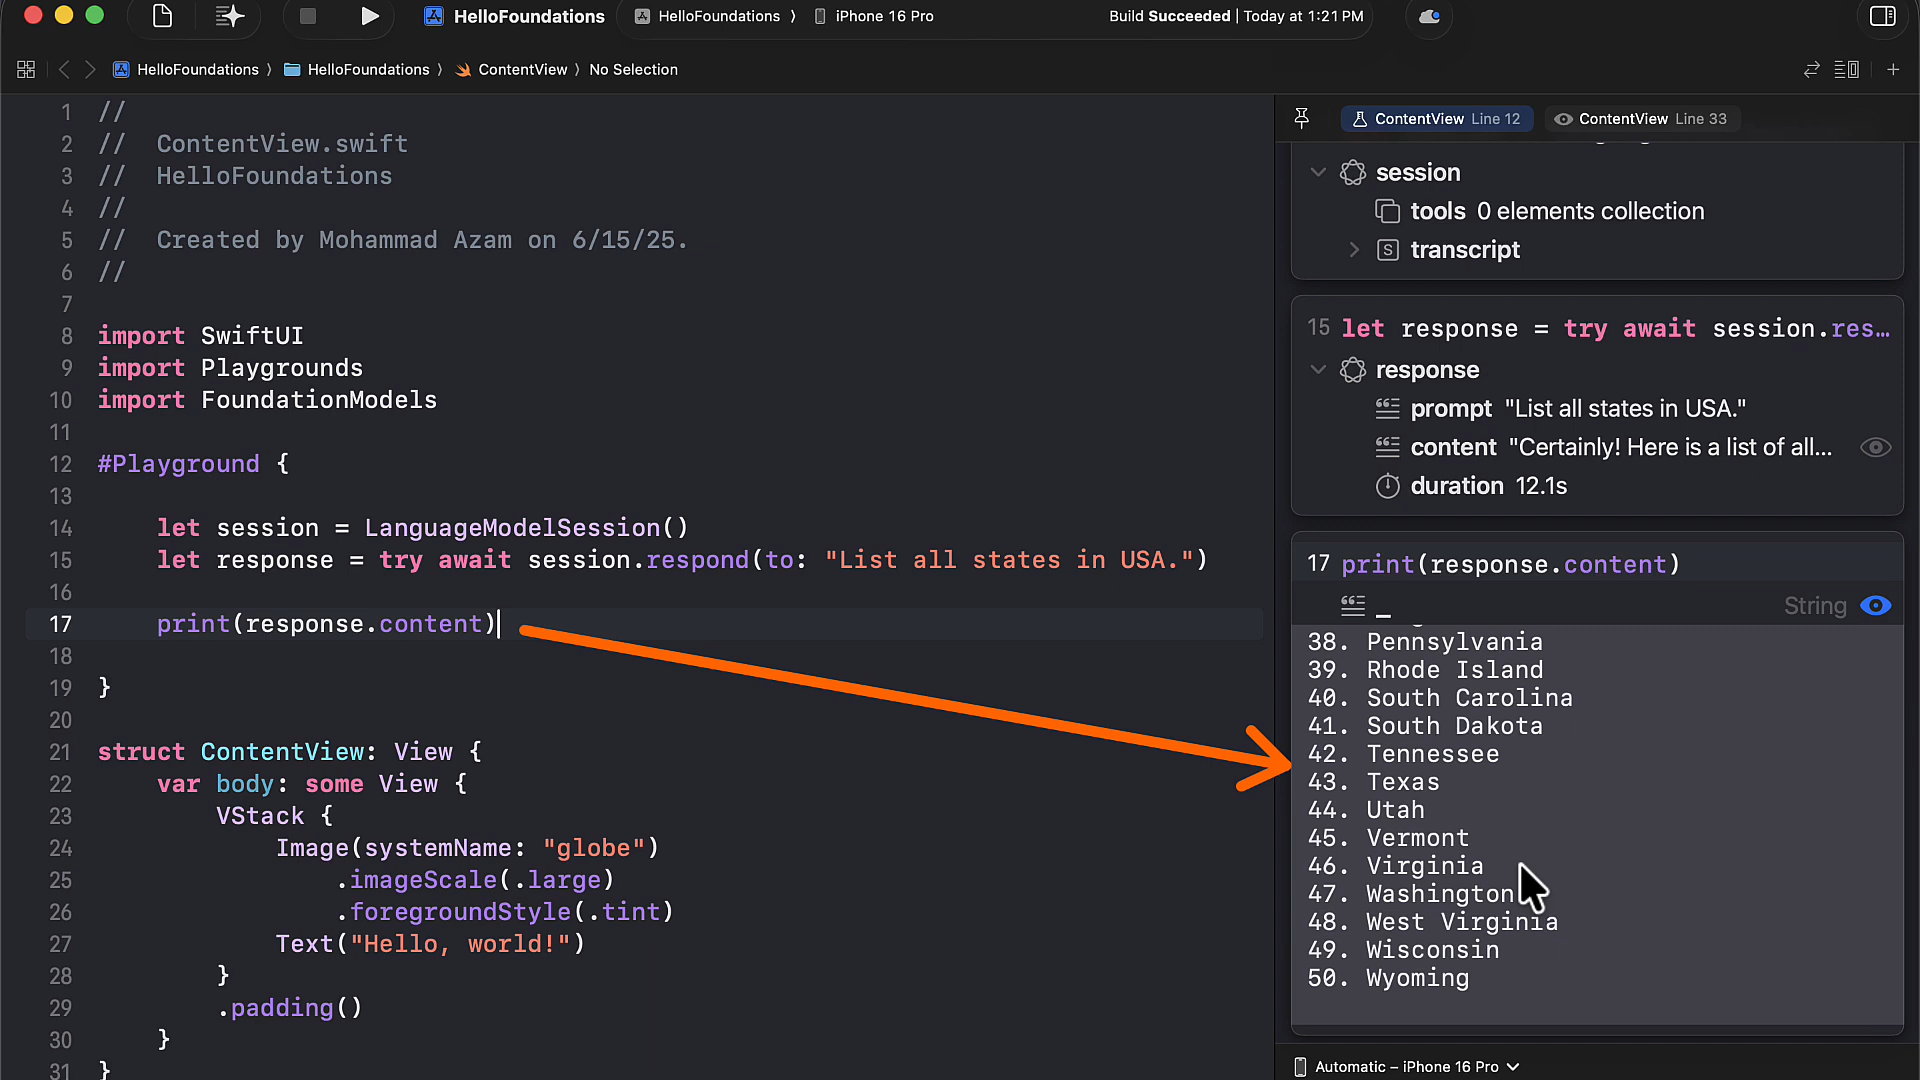 HelloFoundations
HelloFoundations 〉 iPhone 16 Pro
Build Succeeded | Today at 1:21 PM
HelloFoundations 〉 HelloFoundations 〉 ContentView 〉 No Selection
1 //
2 //  ContentView.swift
3 //  HelloFoundations
4 //
5 //  Created by Mohammad Azam on 6/15/25.
6 //
7
8 import SwiftUI
9 import Playgrounds
10 import FoundationModels
11
12 #Playground {
13
14     let session = LanguageModelSession()
15     let response = try await session.respond(to: "List all states in USA.")
16
17     print(response.content)
18
19 }
20
21 struct ContentView: View {
22     var body: some View {
23         VStack {
24             Image(systemName: "globe")
25                 .imageScale(.large)
26                 .foregroundStyle(.tint)
27             Text("Hello, world!")
28         }
29         .padding()
30     }
31 }
ContentView Line 12
ContentView Line 33
session
tools 0 elements collection
transcript
15 let response = try await session.res…
response
prompt "List all states in USA."
content "Certainly! Here is a list of all...
duration 12.1s
17 print(response.content)
_ String
38. Pennsylvania
39. Rhode Island
40. South Carolina
41. South Dakota
42. Tennessee
43. Texas
44. Utah
45. Vermont
46. Virginia
47. Washington
48. West Virginia
49. Wisconsin
50. Wyoming
Automatic – iPhone 16 Pro